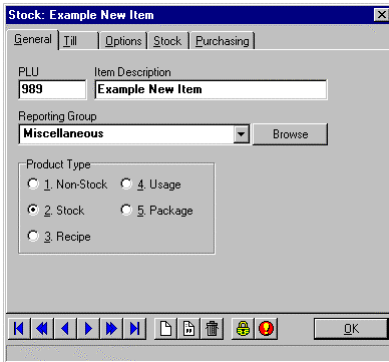 Stock: Example New Item
General Till Options Stock Purchasing
PLU Item Description
989 Example New Item
Reporting Group
Miscellaneous Browse
Product Type
1. Non-Stock 4. Usage
2. Stock 5. Package
3. Recipe
OK